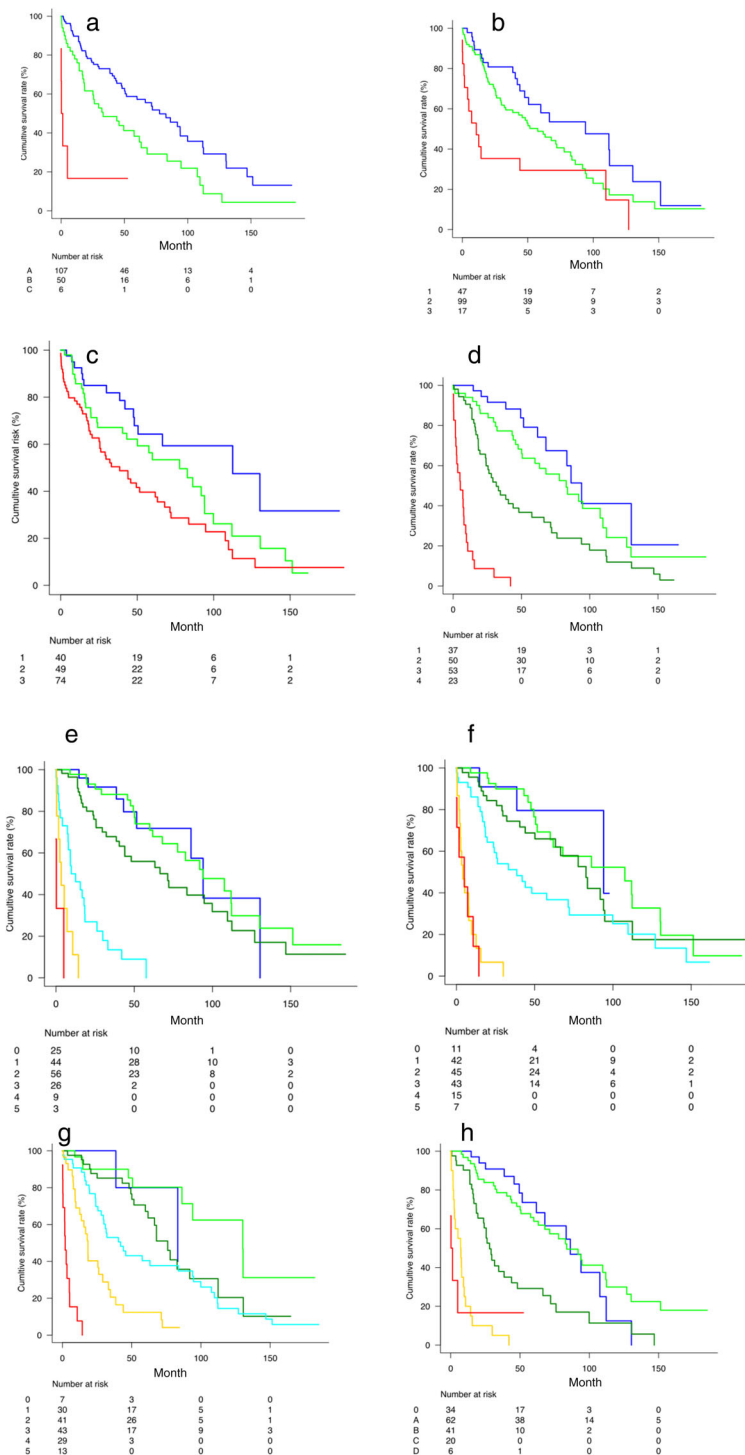 a
Cumultive survival rate (%)
100
80
60
40
20
0
0 50 100 150
Month
Number at risk
A 107 46 13 4
B 50 16 6 1
C 6 1 0 0
b
Cumultive survival rate (%)
100
80
60
40
20
0
0 50 100 150
Month
Number at risk
1 47 19 7 2
2 99 39 9 3
3 17 5 3 0
c
Cumultive survival risk (%)
100
80
60
40
20
0
0 50 100 150
Month
Number at risk
1 40 19 6 1
2 49 22 6 2
3 74 22 7 2
d
Cumultive survival rate (%)
100
80
60
40
20
0
0 50 100 150
Month
Number at risk
1 37 19 3 1
2 50 30 10 2
3 53 17 6 2
4 23 0 0 0
e
Cumultive survival rate (%)
100
80
60
40
20
0
0 50 100 150
Month
Number at risk
0 25 10 1 0
1 44 28 10 3
2 56 23 8 2
3 26 2 0 0
4 9 0 0 0
5 3 0 0 0
f
Cumultive survival rate (%)
100
80
60
40
20
0
0 50 100 150
Month
Number at risk
0 11 4 0 0
1 42 21 9 2
2 45 24 4 2
3 43 14 6 1
4 15 0 0 0
5 7 0 0 0
g
Cumitive survival rate (%)
100
80
60
40
20
0
0 50 100 150
Month
Number at risk
0 7 3 0 0
1 30 17 5 1
2 41 26 5 1
3 43 17 9 3
4 29 3 0 0
5 13 0 0 0
h
Cumultive survival rate (%)
100
80
60
40
20
0
0 50 100 150
Month
Number at risk
0 34 17 3 0
A 62 38 14 5
B 41 10 2 0
C 20 0 0 0
D 6 1 0 0